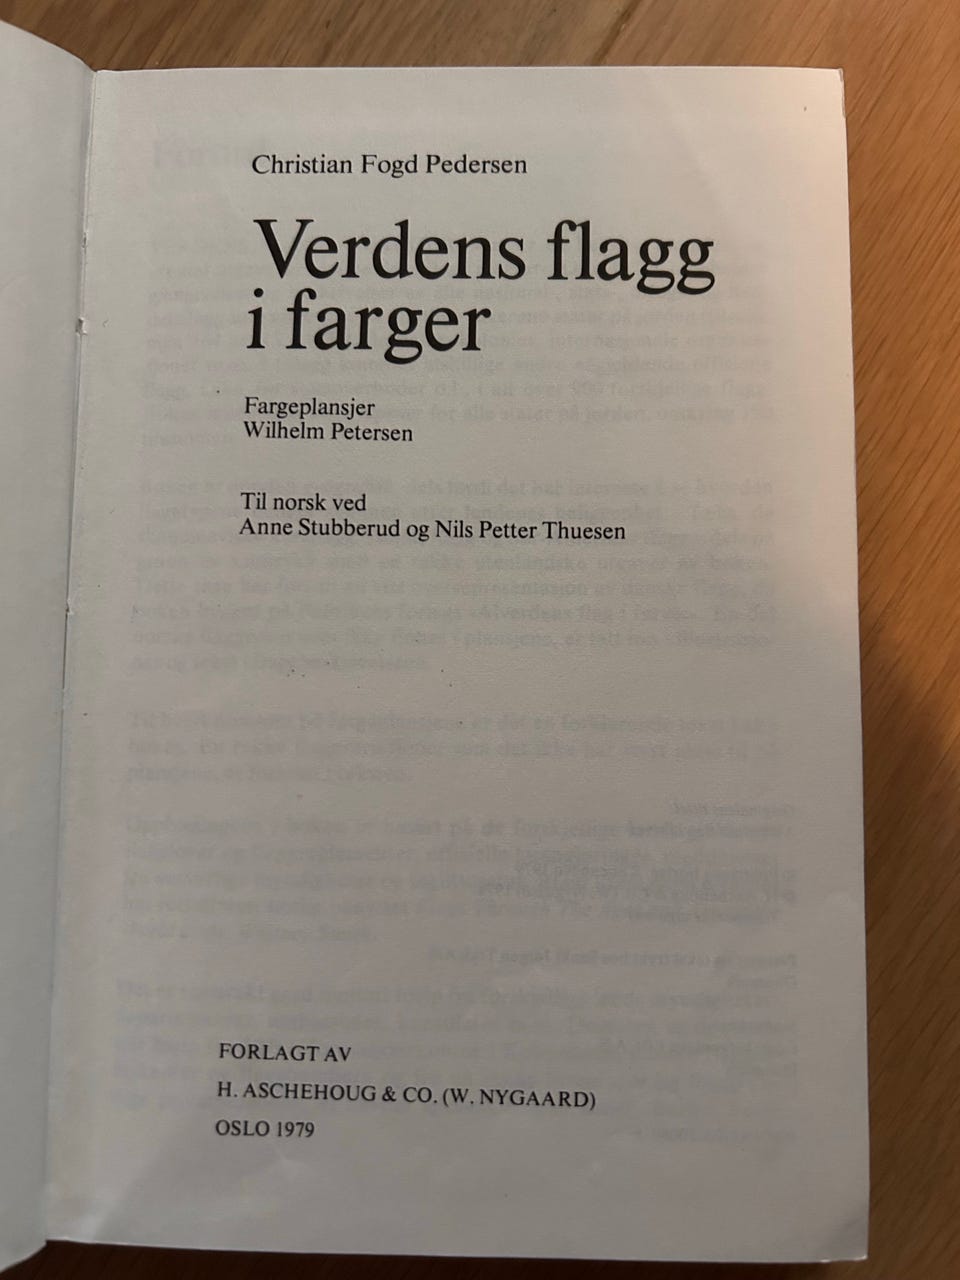 Christian Fogd Pedersen
Verdens flagg
i farger
Fargeplansjer
Wilhelm Petersen
Til norsk ved
Anne Stubberud og Nils Petter Thuesen
FORLAGT AV
H. ASCHEHOUG & CO. (W. NYGAARD)
OSLO 1979